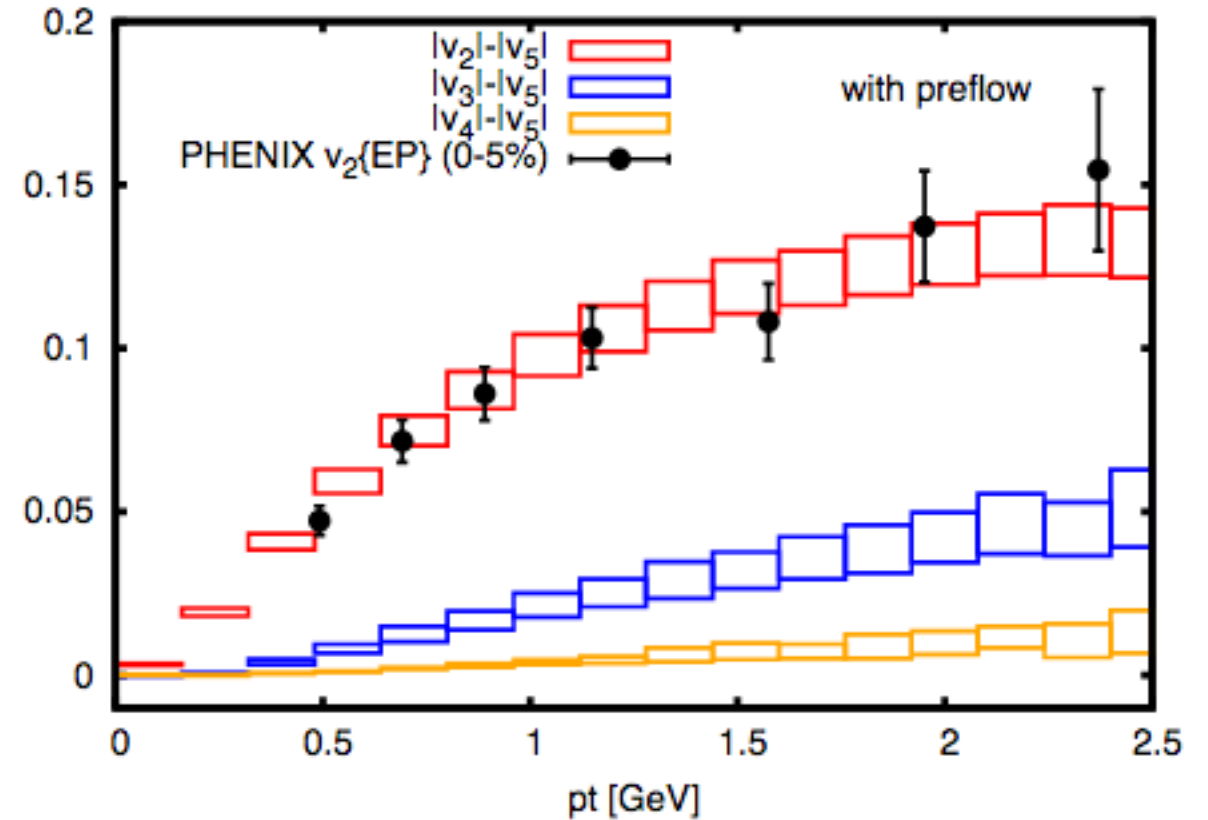 0.2
|v2|-|v5|
|v3|-|v5|
with preflow
|v4|-|v5|
PHENIX v2{EP} (0-5%)
0.15
0.1
0.05
0
0 0.5 1 1.5 2 2.5
pt [GeV]